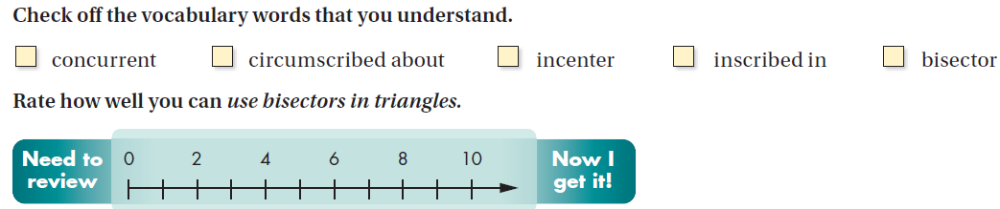 Check off the vocabulary words that you understand.
concurrent circumscribed about incenter inscribed in bisector
Rate how well you can use bisectors in triangles.
Need to review 0 2 4 6 8 10 Now I get it!